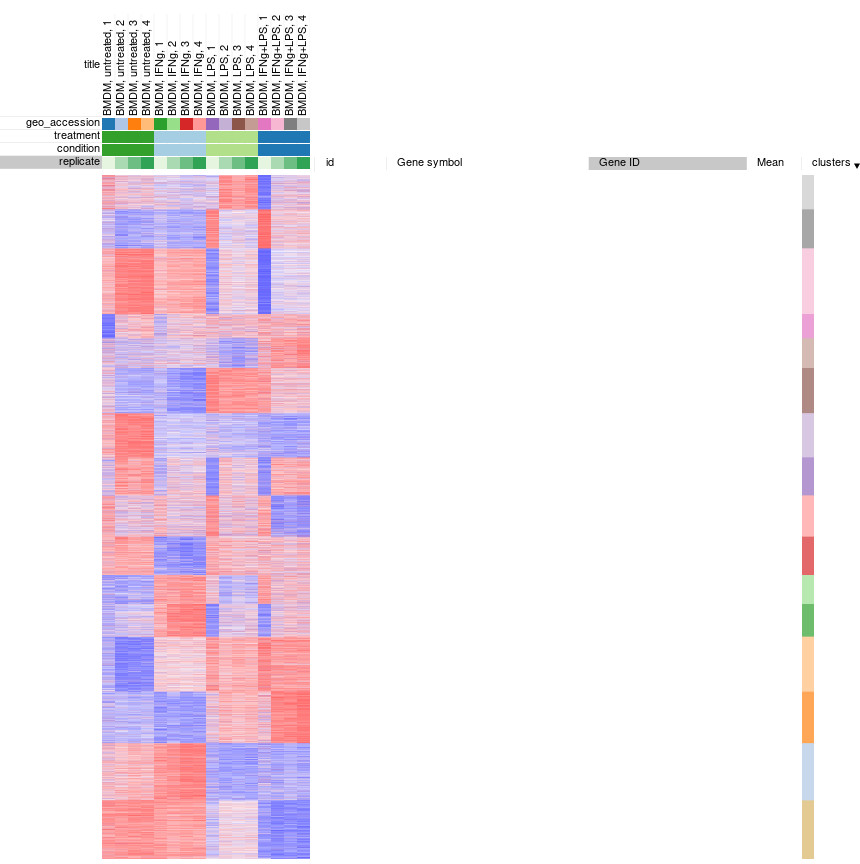 title
BMDM, untreated, 1
BMDM, untreated, 2
BMDM, untreated, 3
BMDM, untreated, 4
BMDM, IFNg, 1
BMDM, IFNg, 2
BMDM, IFNg, 3
BMDM, IFNg, 4
BMDM, LPS, 1
BMDM, LPS, 2
BMDM, LPS, 3
BMDM, LPS, 4
BMDM, IFNg+LPS, 1
BMDM, IFNg+LPS, 2
BMDM, IFNg+LPS, 3
BMDM, IFNg+LPS, 4
geo_accession
treatment
condition
replicate id Gene symbol Gene ID Mean clusters